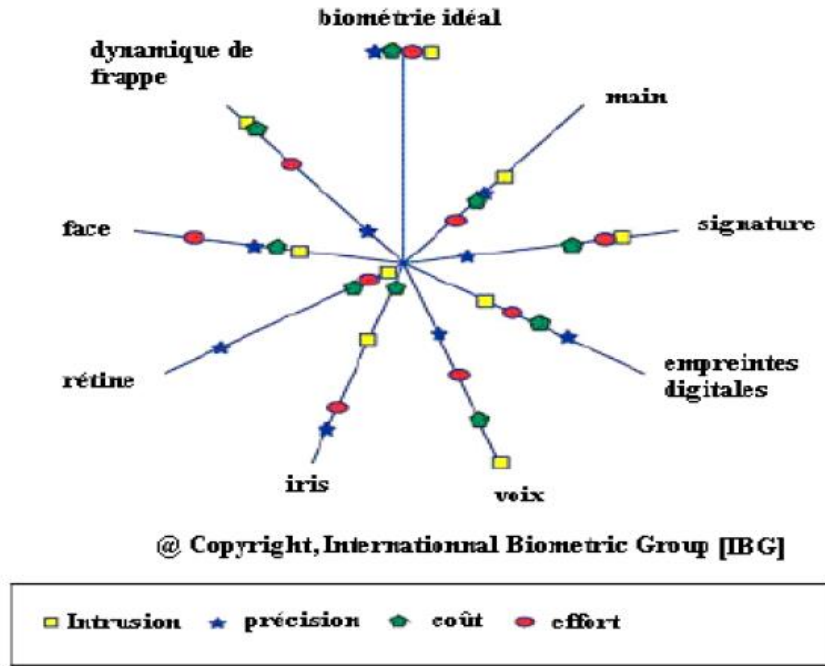 biométrie idéal
dynamique de
frappe
main
face
signature
rétine
empreintes
digitales
iris
voix
@ Copyright, Internationnal Biometric Group [IBG]
Intrusion précision coût effort